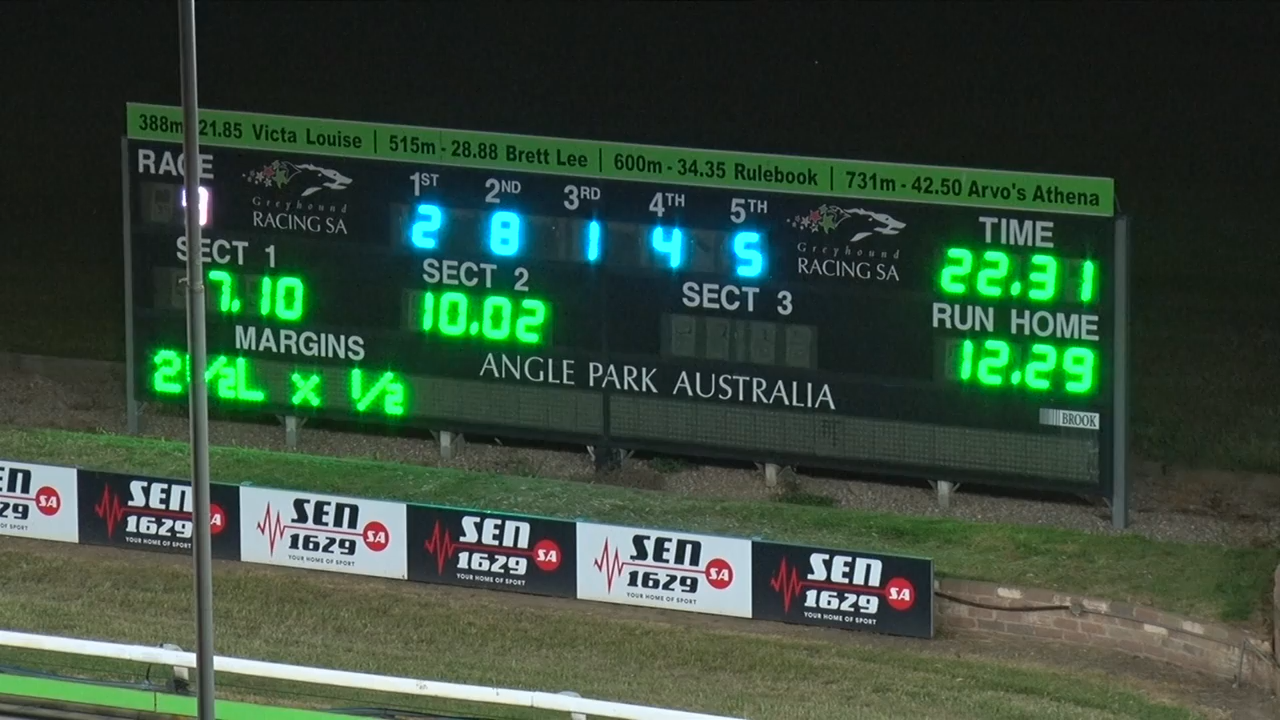 388m 21.85 Victa Louise | 515m - 28.88 Brett Lee | 600m - 34.35 Rulebook | 731m - 42.50 Arvo's Athena
RACE
Greyhound
RACING SA
1ST 2ND 3RD 4TH 5TH
2 8 1 4 5
Greyhound
RACING SA
TIME
22.31
SECT 1
7.10
SECT 2
10.02
SECT 3
RUN HOME
12.29
MARGINS
2½L x ½
ANGLE PARK AUSTRALIA
BROOK
EN
29 SA
OF SPORT
SEN
1629 A
SEN
1629 SA
YOUR HOME OF SPORT
SEN
1629 SA
YOUR HOME OF SPORT
SEN
1629 SA
YOUR HOME OF SPORT
SEN
1629 SA
YOUR HOME OF SPORT